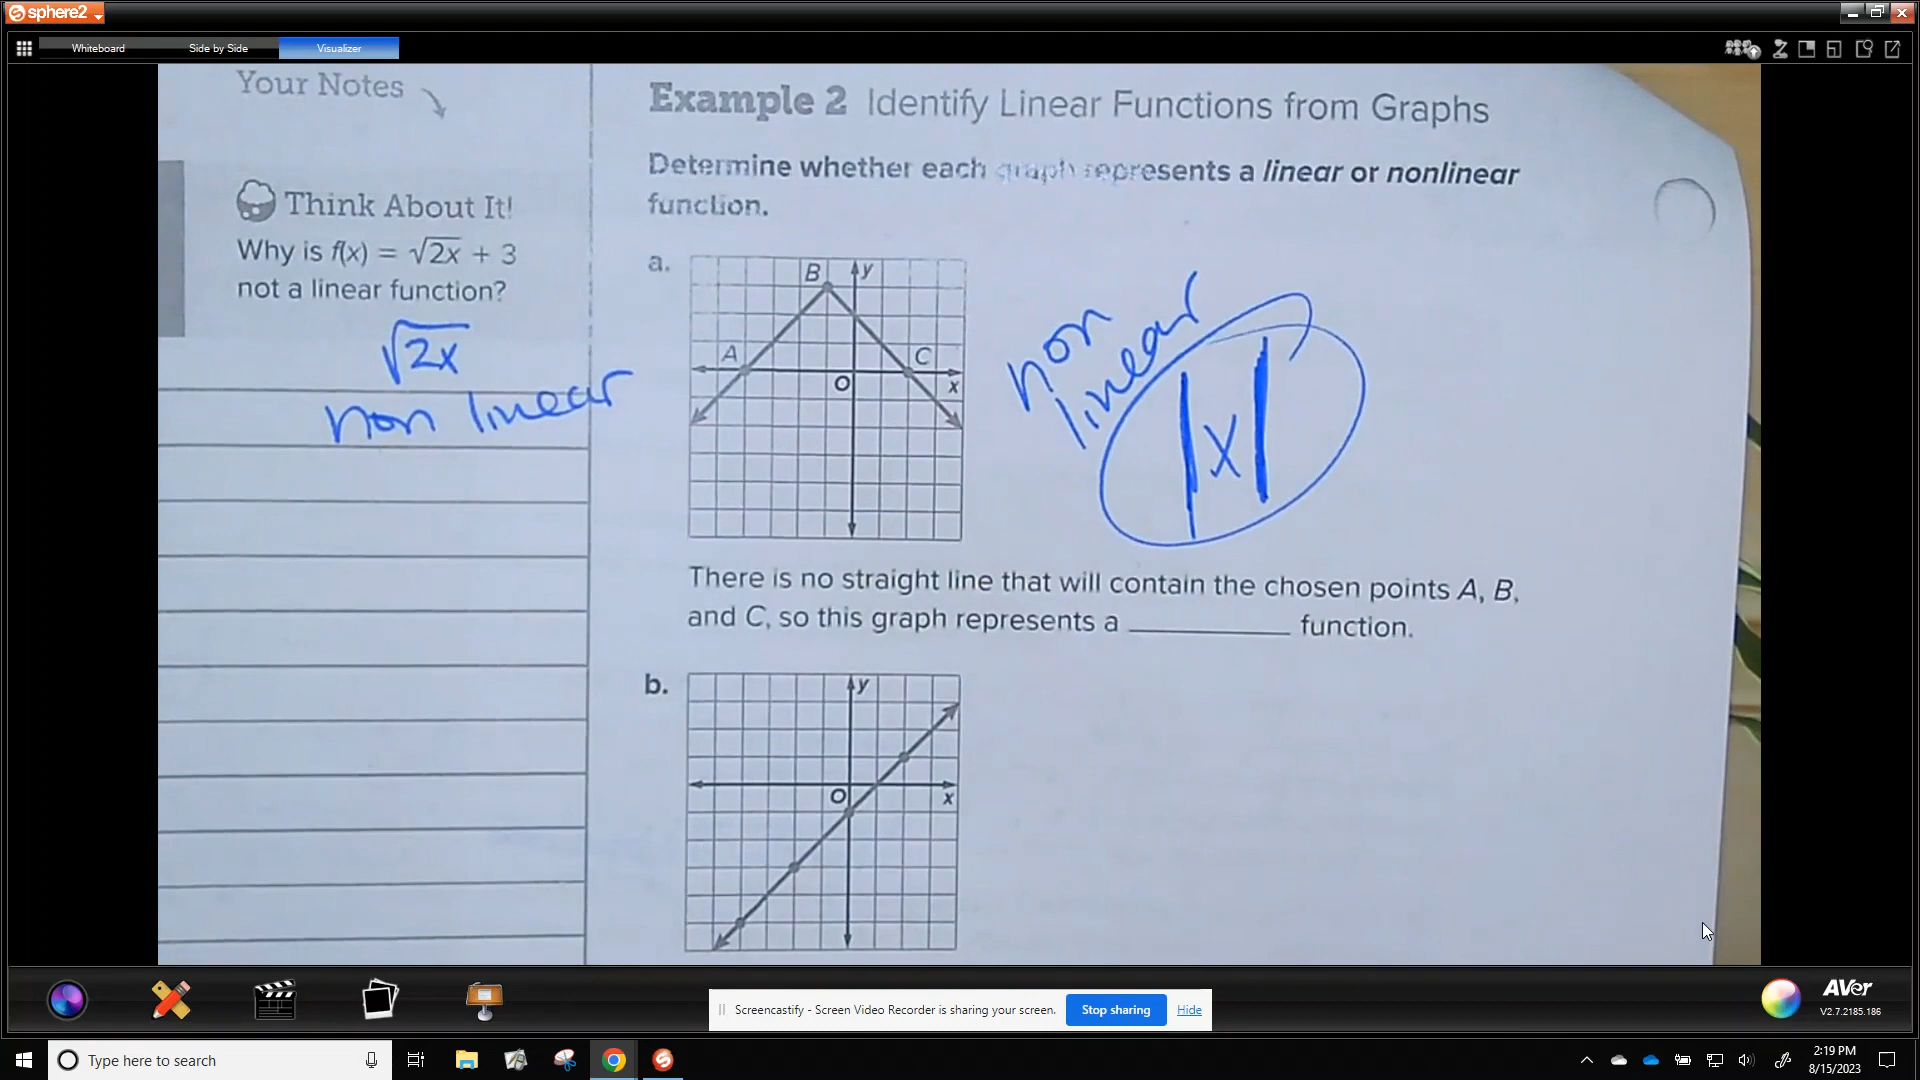 sphere2
Whiteboard
Side by Side
Visualizer
Your Notes
Think About It!
Why is f(x) = √2x + 3
not a linear function?
√2x
non linear
Example 2 Identify Linear Functions from Graphs
Determine whether each graph represents a linear or nonlinear
function.
a.
B
y
A
C
O
x
non
linear
|x|
There is no straight line that will contain the chosen points A, B,
and C, so this graph represents a __________ function.
b.
y
O
x
Screencastify - Screen Video Recorder is sharing your screen.
Stop sharing
Hide
AVer
V2.7.2185.186
Type here to search
2:19 PM
8/15/2023